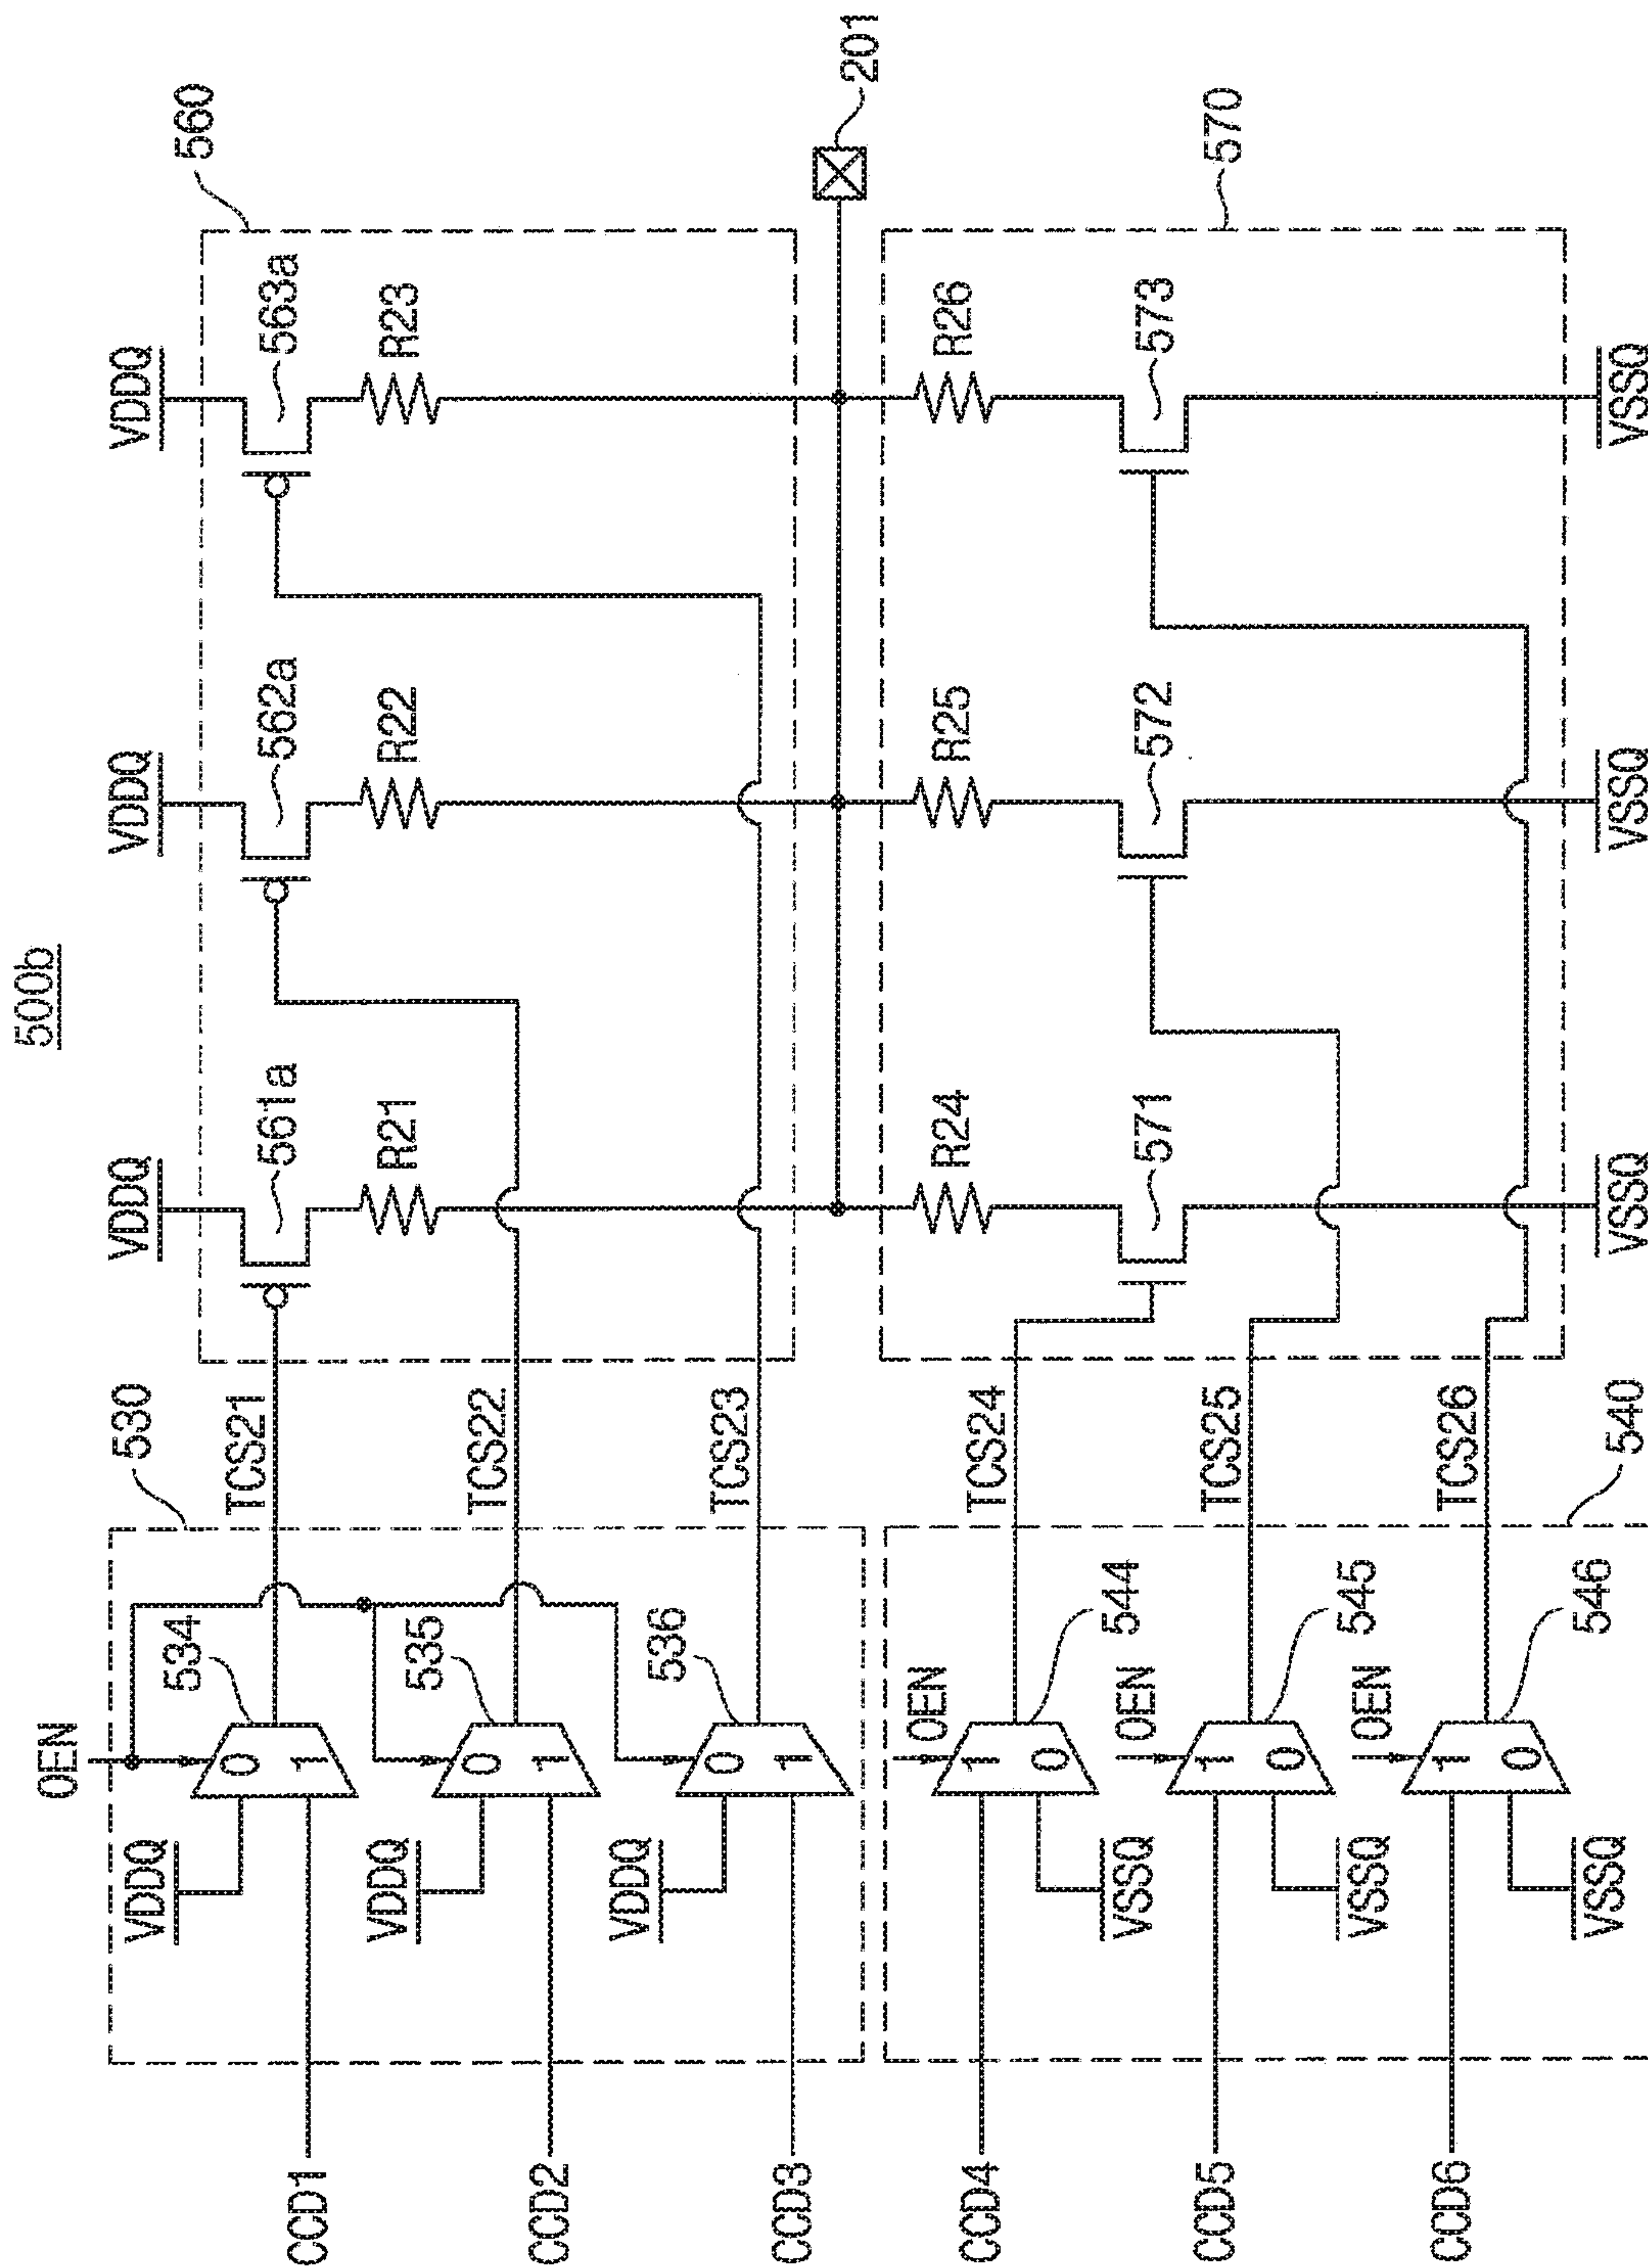 500b
VDDQ VDDQ VDDQ
560
OEN 530
VDDQ 534 TCS21 561a 562a 563a
CCD1 R21 R22 R23
VDDQ 535 TCS22
0 1
0 1
0 1
CCD2
VDDQ 536 TCS23
CCD3
201
OEN TCS24 R24 R25 R26
1 0
CCD4
VSSQ 544
571 572 573
570
OEN TCS25
1 0
CCD5
VSSQ 545
OEN TCS26
1 0
CCD6
VSSQ 546
540
VSSQ VSSQ VSSQ